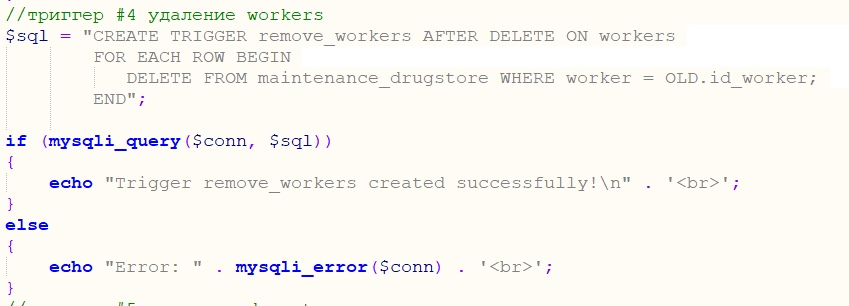 //триггер #4 удаление workers
$sql = "CREATE TRIGGER remove_workers AFTER DELETE ON workers
FOR EACH ROW BEGIN
DELETE FROM maintenance_drugstore WHERE worker = OLD.id_worker;
END";
if (mysqli_query($conn, $sql))
{
echo "Trigger remove_workers created successfully!\n" . '<br>';
}
else
{
echo "Error: " . mysqli_error($conn) . '<br>';
}